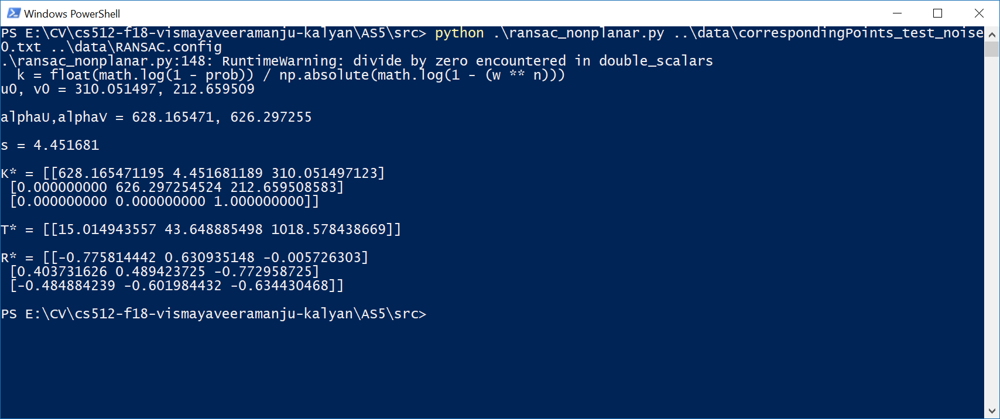 Windows PowerShell
PS E:\CV\cs512-f18-vismayaveeramanju-kalyan\AS5\src> python .\ransac_nonplanar.py ..\data\correspondingPoints_test_noise
0.txt ..\data\RANSAC.config
.\ransac_nonplanar.py:148: RuntimeWarning: divide by zero encountered in double_scalars
  k = float(math.log(1 - prob)) / np.absolute(math.log(1 - (w ** n)))
u0, v0 = 310.051497, 212.659509
alphaU,alphaV = 628.165471, 626.297255
s = 4.451681
K* = [[628.165471195 4.451681189 310.051497123]
 [0.000000000 626.297254524 212.659508583]
 [0.000000000 0.000000000 1.000000000]]
T* = [[15.014943557 43.648885498 1018.578438669]]
R* = [[-0.775814442 0.630935148 -0.005726303]
 [0.403731626 0.489423725 -0.772958725]
 [-0.484884239 -0.601984432 -0.634430468]]
PS E:\CV\cs512-f18-vismayaveeramanju-kalyan\AS5\src>